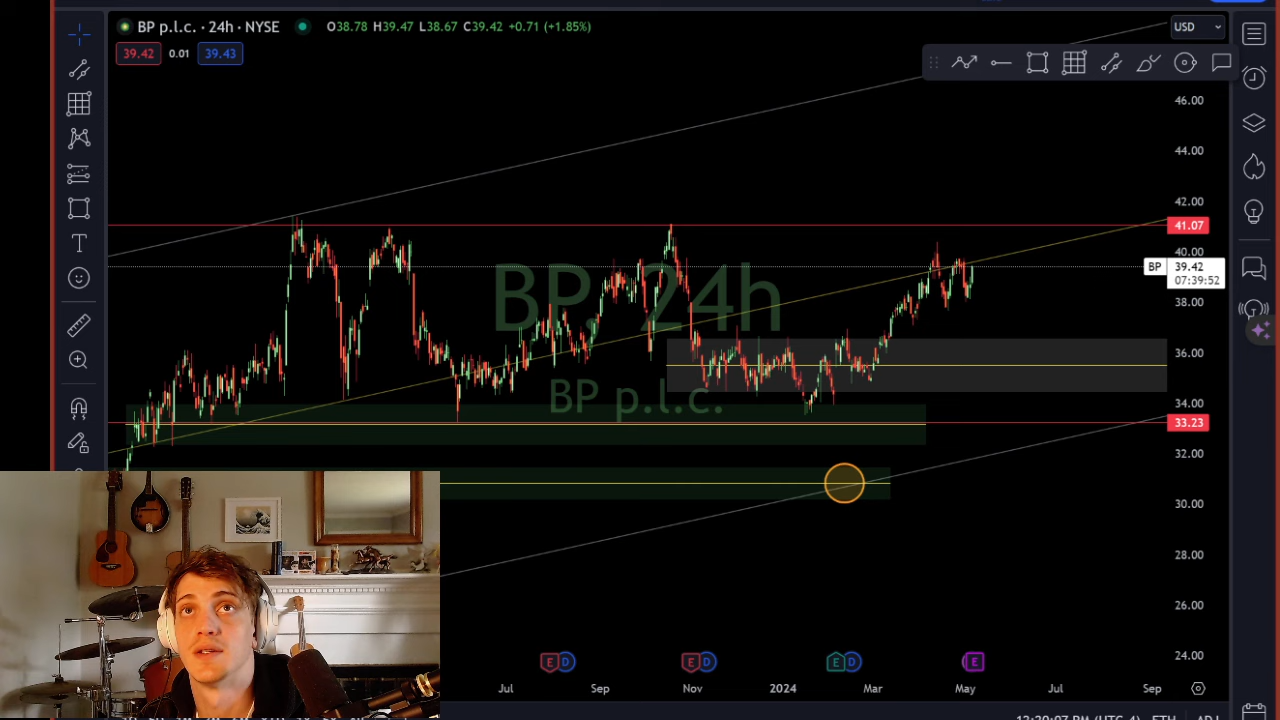 BP p.l.c. · 24h · NYSE
O38.78 H39.47 L38.67 C39.42 +0.71 (+1.85%)
USD
39.42 0.01 39.43
46.00
44.00
42.00
41.07
40.00
BP 39.42
07:39:52
38.00
36.00
34.00
33.23
32.00
30.00
28.00
26.00
24.00
BP, 24h
BP p.l.c.
E D E D E D E
Jul Sep Nov 2024 Mar May Jul Sep